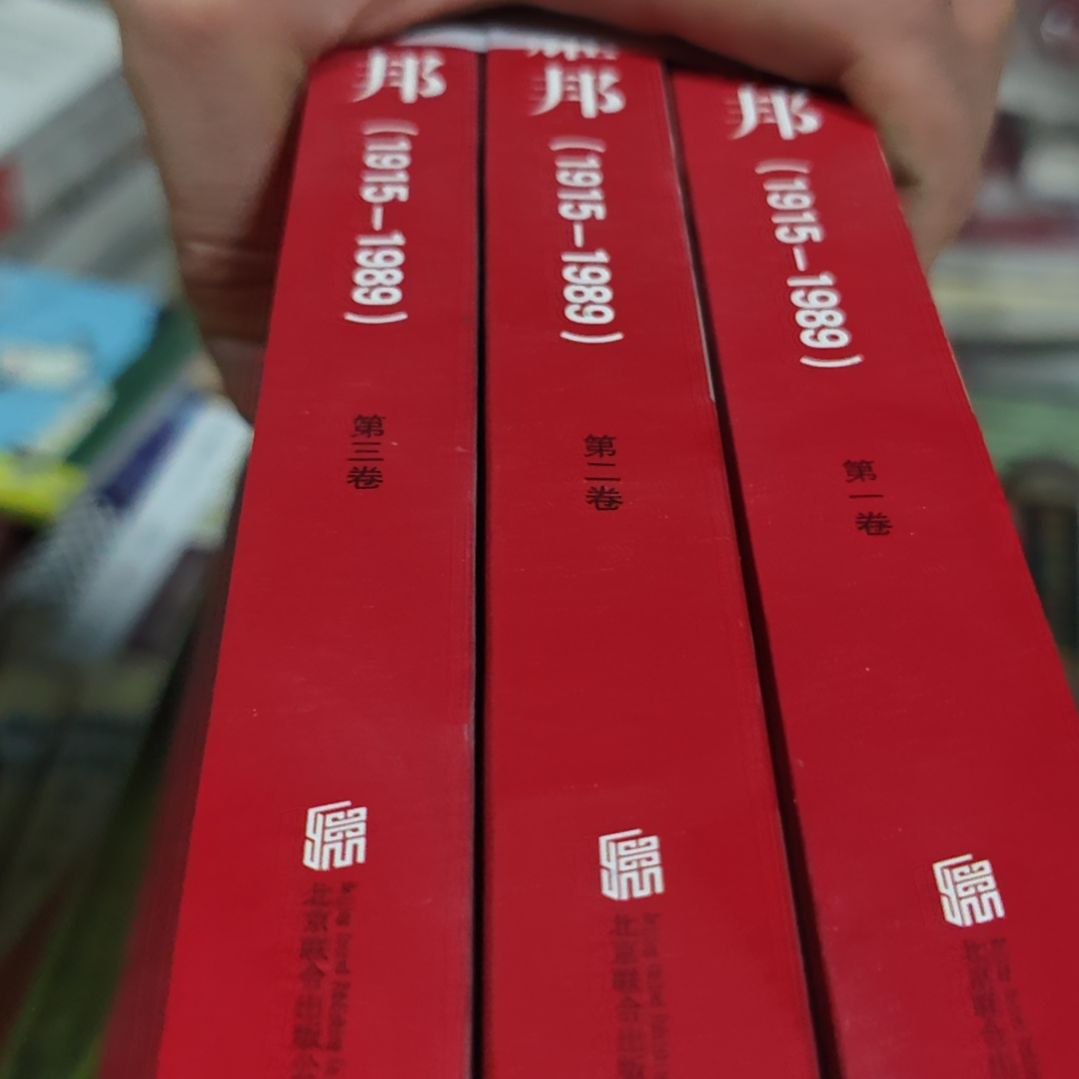 邦 (1915-1989) 第三卷
北京联合出版公
邦 (1915-1989) 第二卷
北京联合出版
邦 (1915-1989) 第一卷
北京联合出